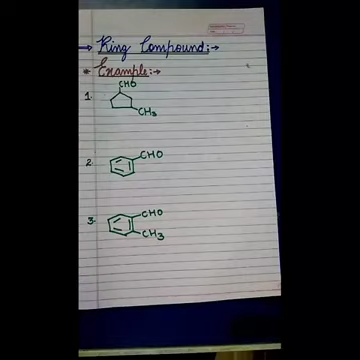 Ring Compound:→
* Example:→
1.
CHO
CH3
2.
CHO
3.
CHO
CH3